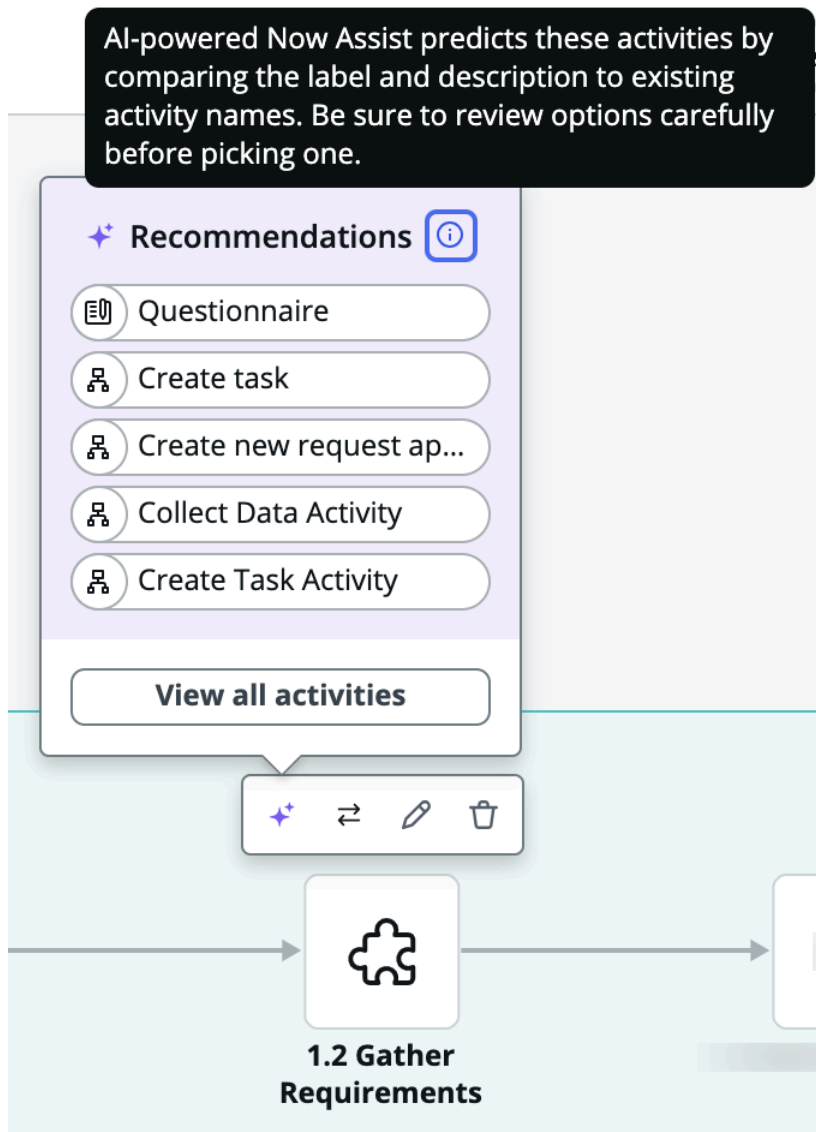 AI-powered Now Assist predicts these activities by
comparing the label and description to existing
activity names. Be sure to review options carefully
before picking one.
Recommendations
Questionnaire
Create task
Create new request ap...
Collect Data Activity
Create Task Activity
View all activities
1.2 Gather
Requirements